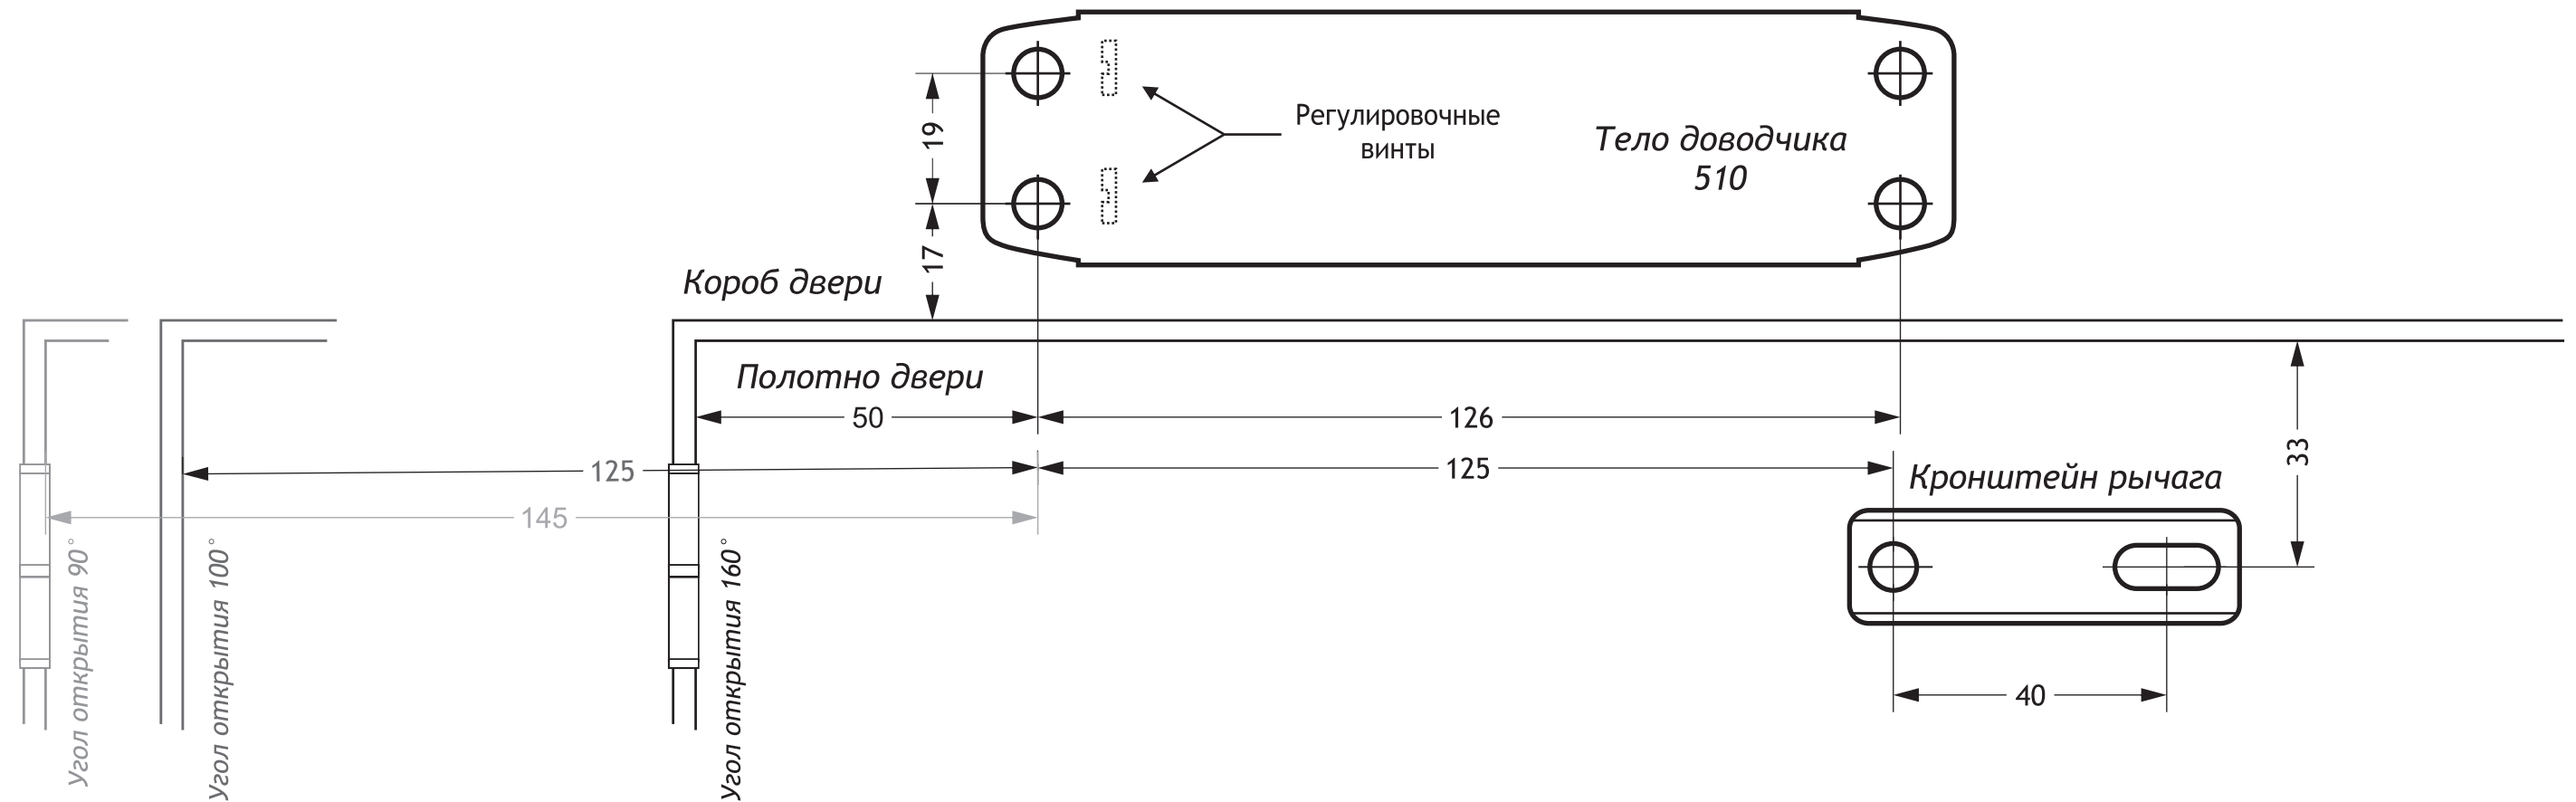 Регулировочные
винты
Тело доводчика
510
19
17
Короб двери
Полотно двери
50
126
125
125
145
33
Кронштейн рычага
40
Угол открытия 90°
Угол открытия 100°
Угол открытия 160°